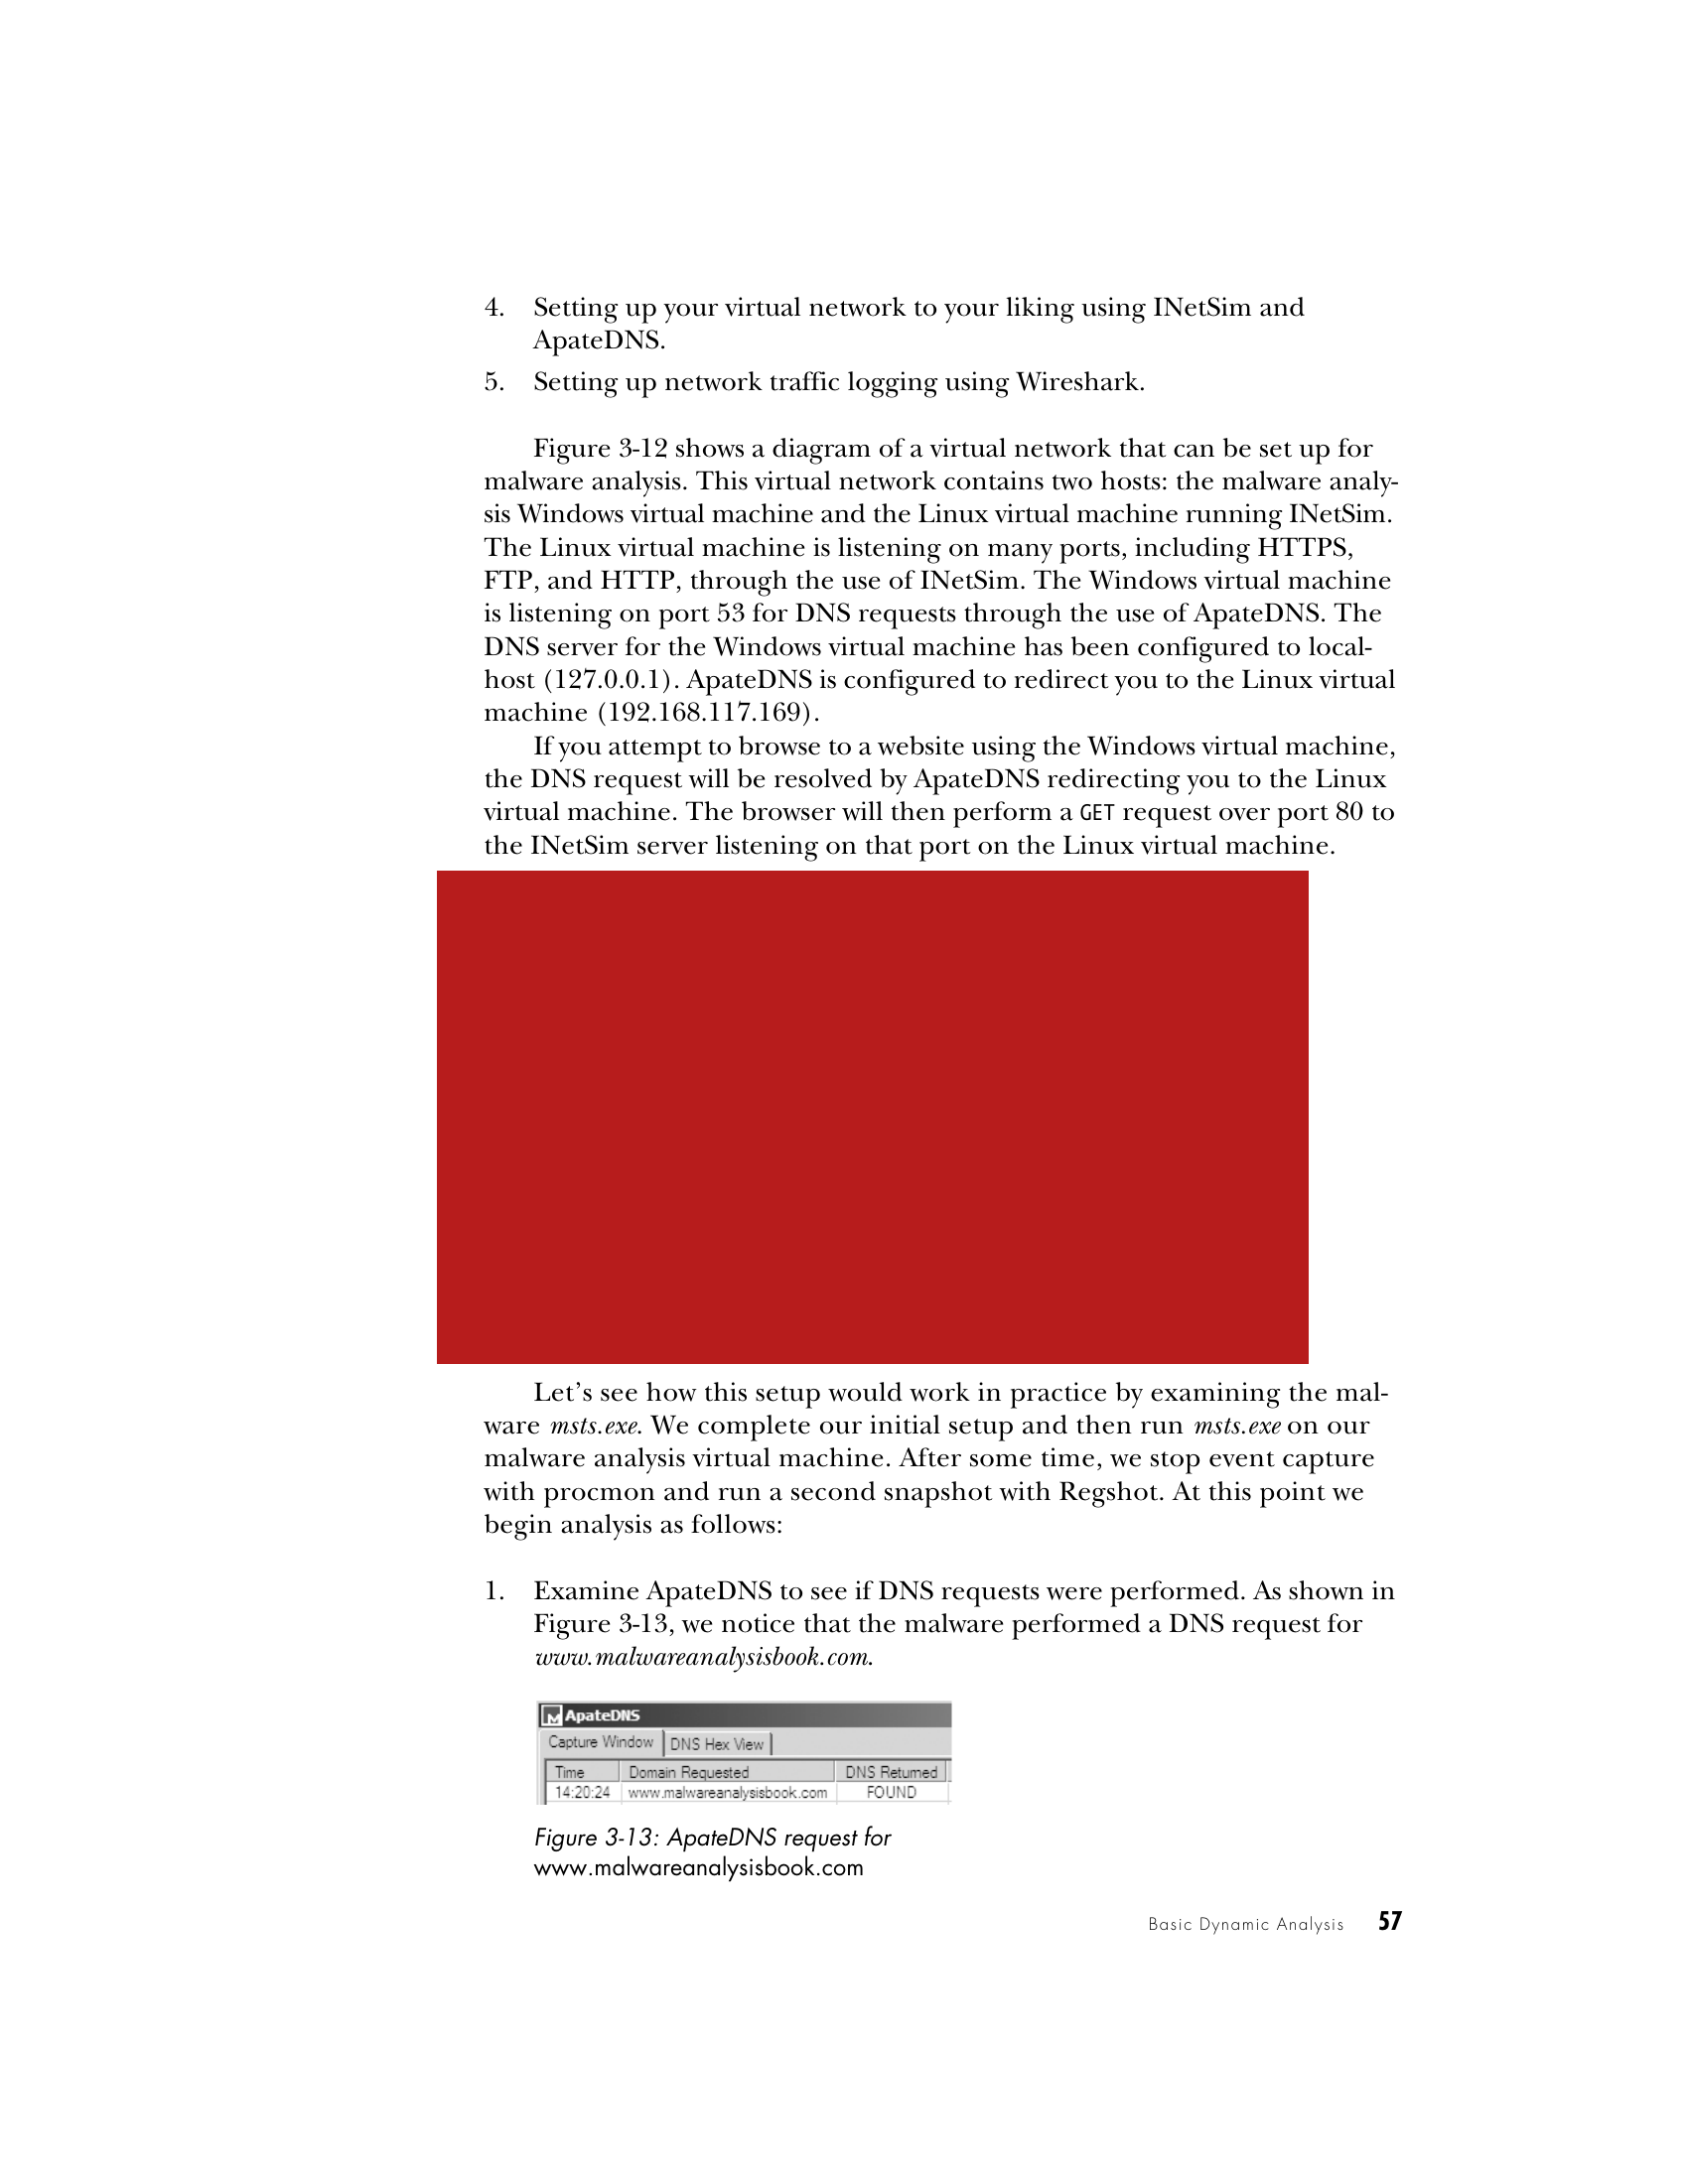 4. Setting up your virtual network to your liking using INetSim and
ApateDNS.
5. Setting up network traffic logging using Wireshark.
Figure 3-12 shows a diagram of a virtual network that can be set up for
malware analysis. This virtual network contains two hosts: the malware analy-
sis Windows virtual machine and the Linux virtual machine running INetSim.
The Linux virtual machine is listening on many ports, including HTTPS,
FTP, and HTTP, through the use of INetSim. The Windows virtual machine
is listening on port 53 for DNS requests through the use of ApateDNS. The
DNS server for the Windows virtual machine has been configured to local-
host (127.0.0.1). ApateDNS is configured to redirect you to the Linux virtual
machine (192.168.117.169).
If you attempt to browse to a website using the Windows virtual machine,
the DNS request will be resolved by ApateDNS redirecting you to the Linux
virtual machine. The browser will then perform a GET request over port 80 to
the INetSim server listening on that port on the Linux virtual machine.
Let’s see how this setup would work in practice by examining the mal-
ware msts.exe. We complete our initial setup and then run msts.exe on our
malware analysis virtual machine. After some time, we stop event capture
with procmon and run a second snapshot with Regshot. At this point we
begin analysis as follows:
1. Examine ApateDNS to see if DNS requests were performed. As shown in
Figure 3-13, we notice that the malware performed a DNS request for
www.malwareanalysisbook.com.
ApateDNS
Capture Window DNS Hex View
Time Domain Requested DNS Returned
14:20:24 www.malwareanalysisbook.com FOUND
Figure 3-13: ApateDNS request for
www.malwareanalysisbook.com
Basic Dynamic Analysis 57